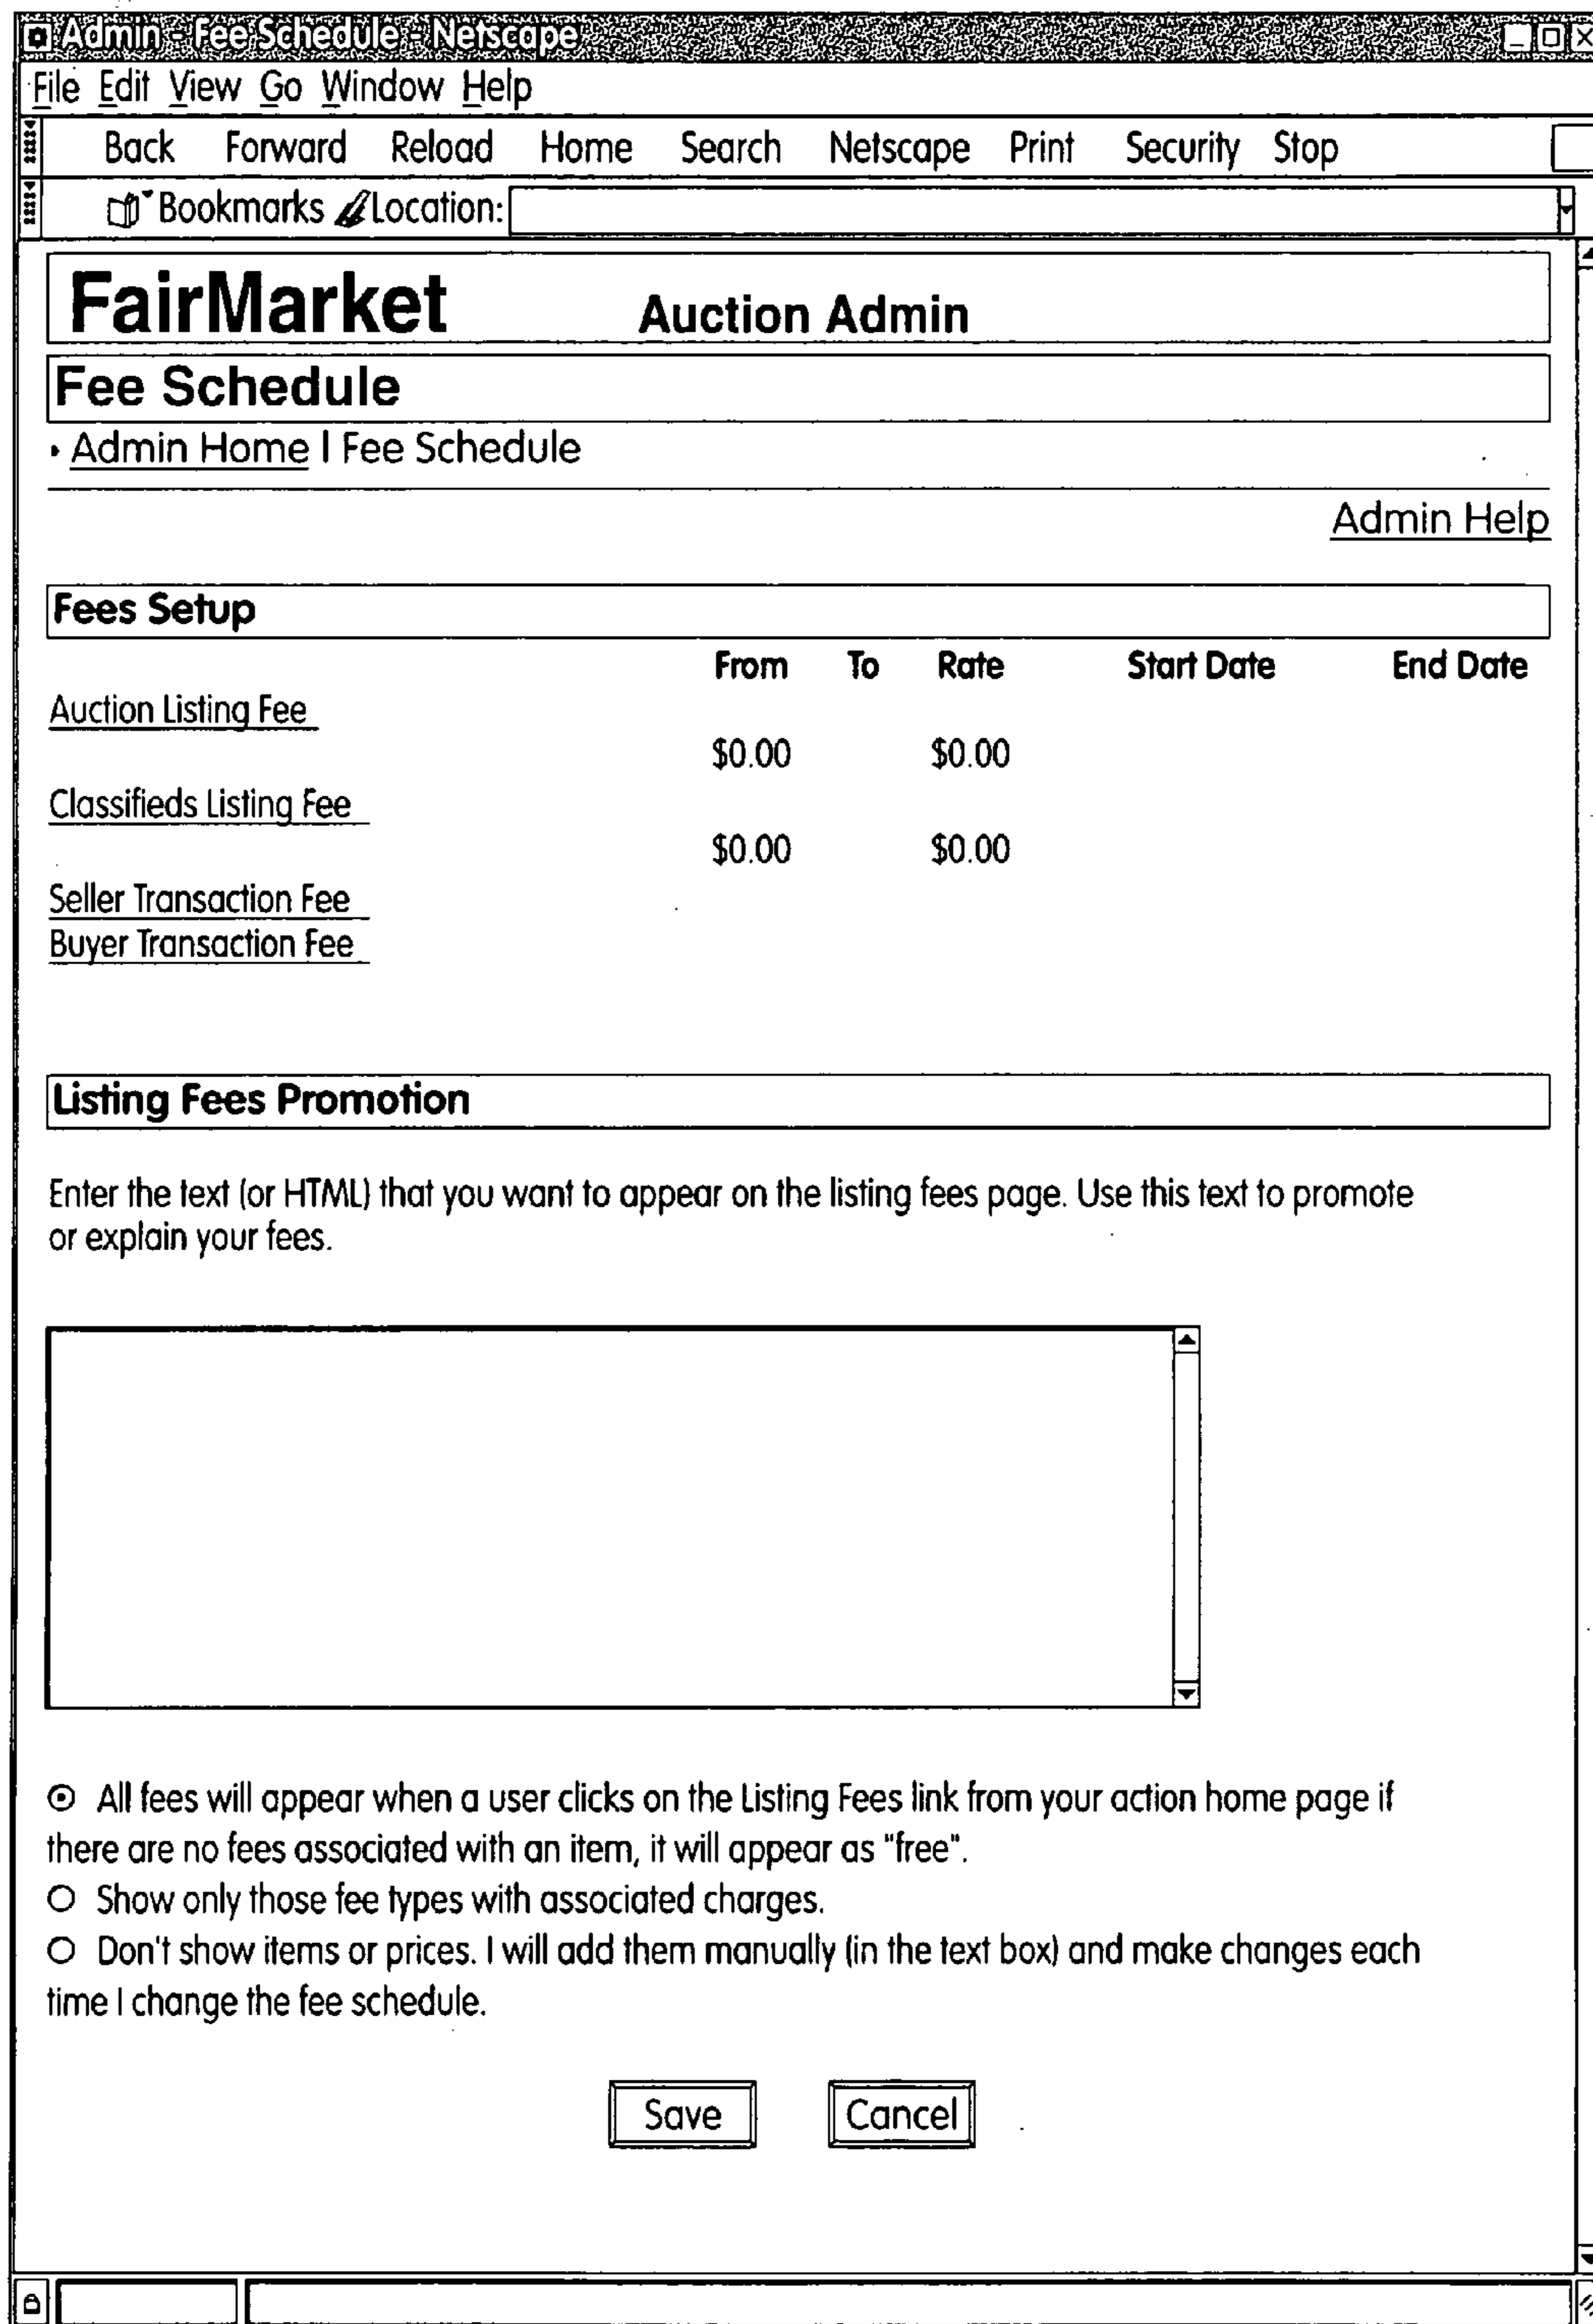 Admin - Fee Schedule - Netscape
File Edit View Go Window Help
Back Forward Reload Home Search Netscape Print Security Stop
Bookmarks Location:
FairMarket Auction Admin
Fee Schedule
Admin Home | Fee Schedule
Admin Help
Fees Setup
From To Rate Start Date End Date
Auction Listing Fee
$0.00 $0.00
Classifieds Listing Fee
$0.00 $0.00
Seller Transaction Fee
Buyer Transaction Fee
Listing Fees Promotion
Enter the text (or HTML) that you want to appear on the listing fees page. Use this text to promote
or explain your fees.
All fees will appear when a user clicks on the Listing Fees link from your action home page if
there are no fees associated with an item, it will appear as "free".
Show only those fee types with associated charges.
Don't show items or prices. I will add them manually (in the text box) and make changes each
time I change the fee schedule.
Save Cancel